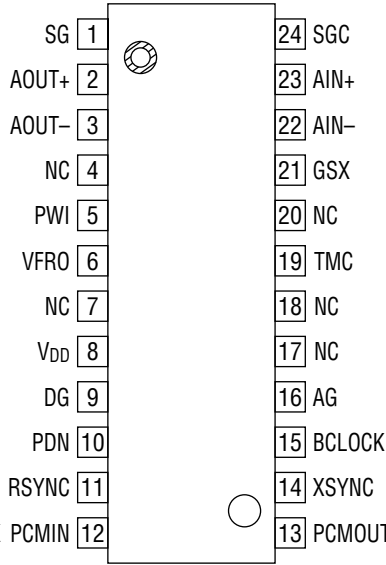 SG 1 24 SGC
AOUT+ 2 23 AIN+
AOUT– 3 22 AIN–
NC 4 21 GSX
PWI 5 20 NC
VFRO 6 19 TMC
NC 7 18 NC
VDD 8 17 NC
DG 9 16 AG
PDN 10 15 BCLOCK
RSYNC 11 14 XSYNC
PCMIN 12 13 PCMOUT